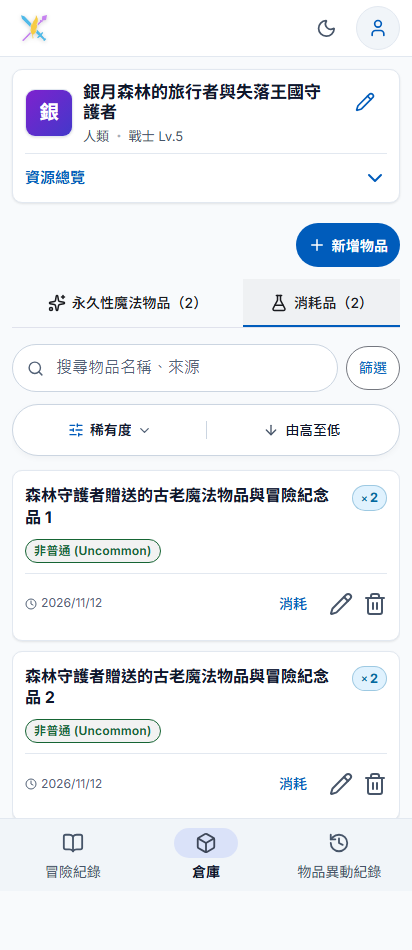 銀
銀月森林的旅行者與失落王國守
護者
人類 • 戰士 Lv.5
資源總覽
新增物品
永久性魔法物品（2）
消耗品（2）
搜尋物品名稱、來源
篩選
稀有度
由高至低
森林守護者贈送的古老魔法物品與冒險紀念
品 1
×2
非普通 (Uncommon)
2026/11/12
消耗
森林守護者贈送的古老魔法物品與冒險紀念
品 2
×2
非普通 (Uncommon)
2026/11/12
消耗
冒險紀錄
倉庫
物品異動紀錄